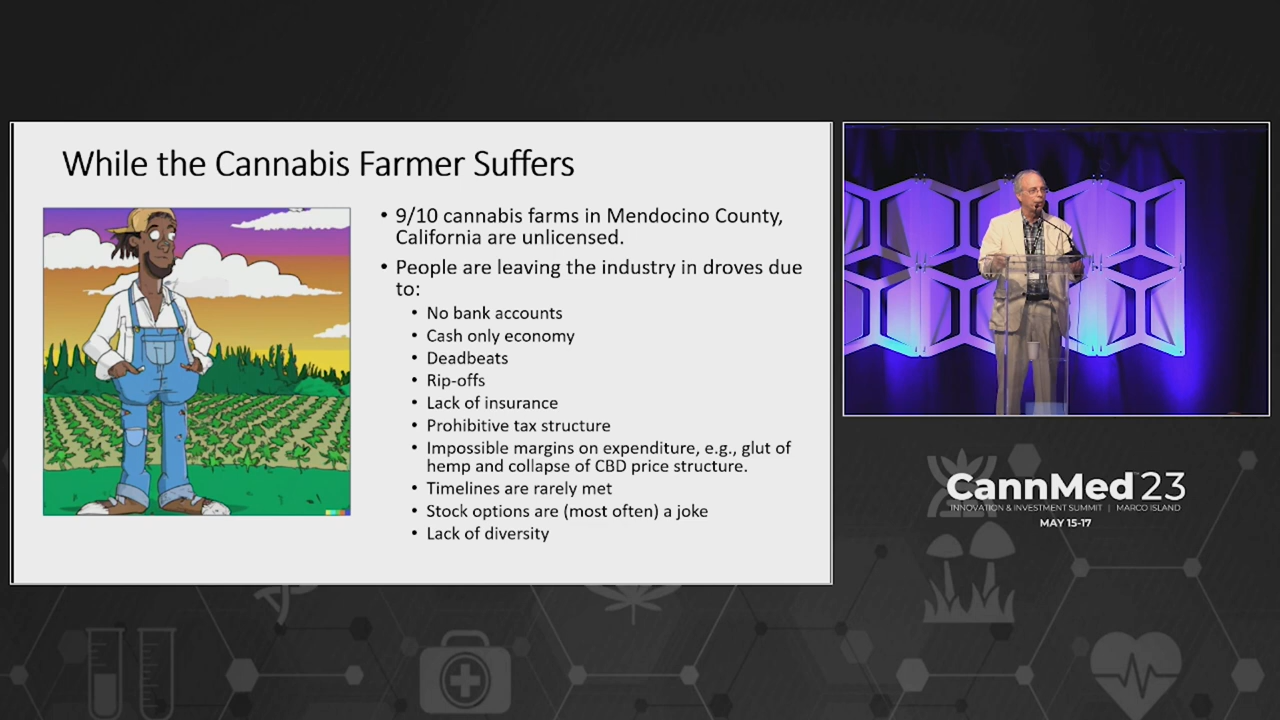 While the Cannabis Farmer Suffers
• 9/10 cannabis farms in Mendocino County,
California are unlicensed.
• People are leaving the industry in droves due
to:
• No bank accounts
• Cash only economy
• Deadbeats
• Rip-offs
• Lack of insurance
• Prohibitive tax structure
• Impossible margins on expenditure, e.g., glut of
hemp and collapse of CBD price structure.
• Timelines are rarely met
• Stock options are (most often) a joke
• Lack of diversity
CannMed™23
INNOVATION & INVESTMENT SUMMIT | MARCO ISLAND
MAY 15-17